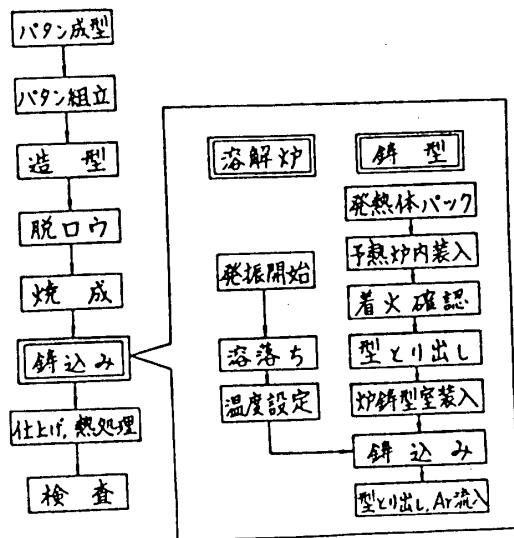 パタン成型
パタン組立
造型
脱ロウ
焼成
鋳込み
仕上げ,熱処理
検査
溶解炉
発振開始
溶落ち
温度設定
鋳型
発熱体パック
予熱炉内装入
着火確認
型とり出し
炉鋳型室装入
鋳込み
型とり出し,Ar流入